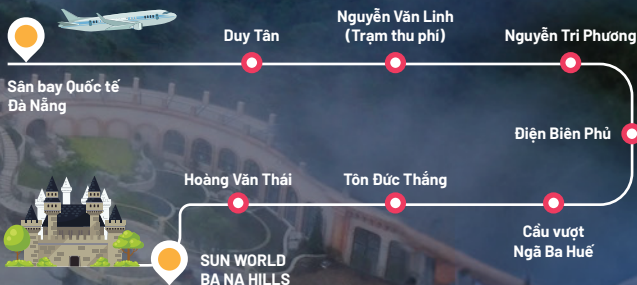 Sân bay Quốc tế
Đà Nẵng
Duy Tân
Nguyễn Văn Linh
(Trạm thu phí)
Nguyễn Tri Phương
Điện Biên Phủ
Cầu vượt
Ngã Ba Huế
Tôn Đức Thắng
Hoàng Văn Thái
SUN WORLD
BA NA HILLS